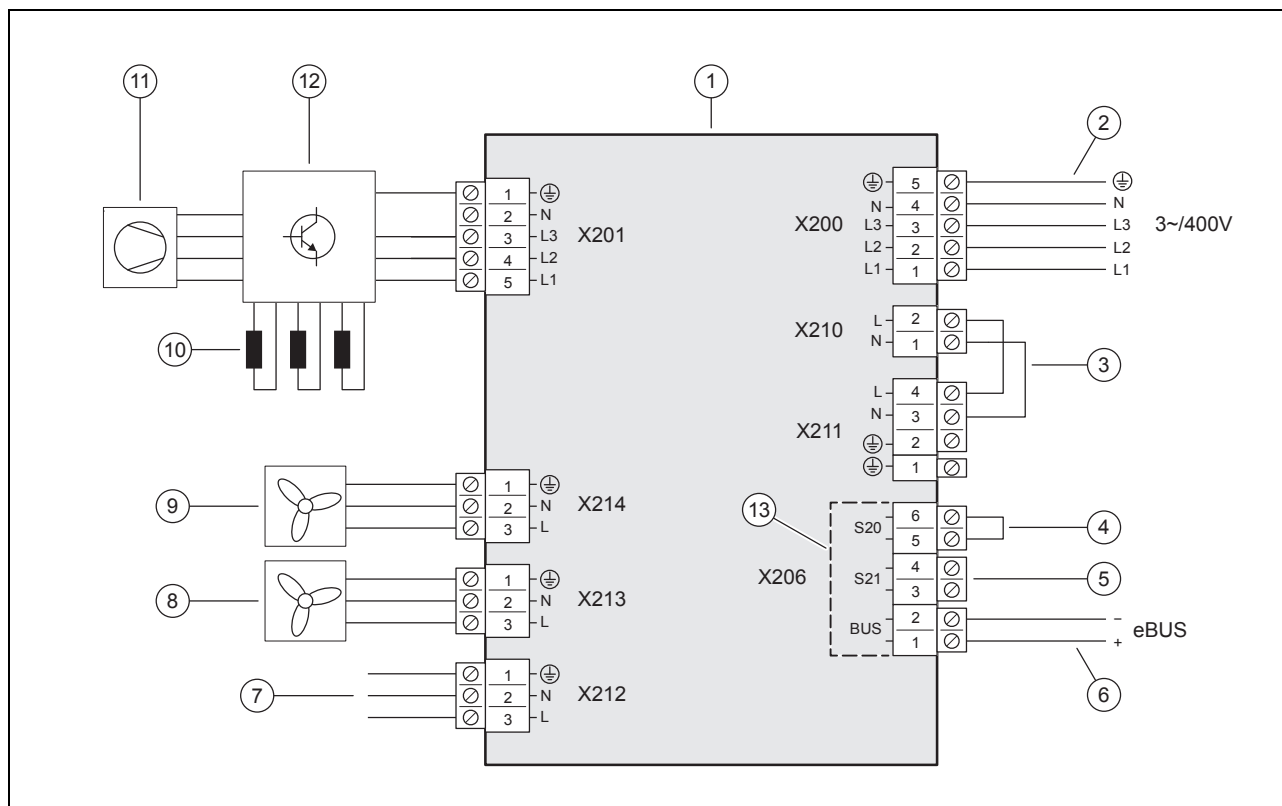 11
12
1
2
X201
1
2 N
3 L3
4 L2
5 L1
X200
5
N 4 N
L3 3 L3
L2 2 L2
L1 1 L1
3~/400V
10
X210
L 2
N 1
3
X211
L 4
N 3
2
1
9
X214
1
2 N
3 L
13
X206
S20 6
5
4
S21 4
3
5
BUS 2 –
1 +
eBUS
6
8
X213
1
2 N
3 L
7
X212
1
2 N
3 L